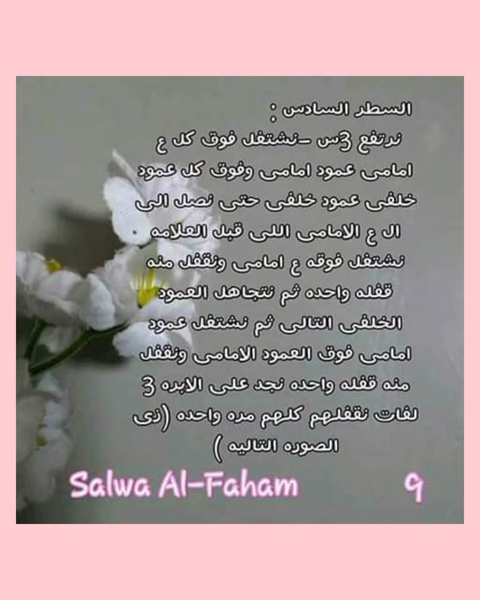 السطر السادس :
نرتفع 3س -نشتغل فوق كل ع
امامى عمود امامى وفوق كل عمود
خلفى عمود خلفى حتى نصل الى
ال ع الامامى اللى قبل العلامه
نشتغل فوقه ع امامى ونقفل منه
قفله واحده ثم نتجاهل العمود
الخلفى التالى ثم نشتغل عمود
امامى فوق العمود الامامى ونقفل
منه قفله واحده نجد على الابره 3
لفات نقفلهم كلهم مره واحده (زى
الصوره التاليه )
Salwa Al-Faham 9